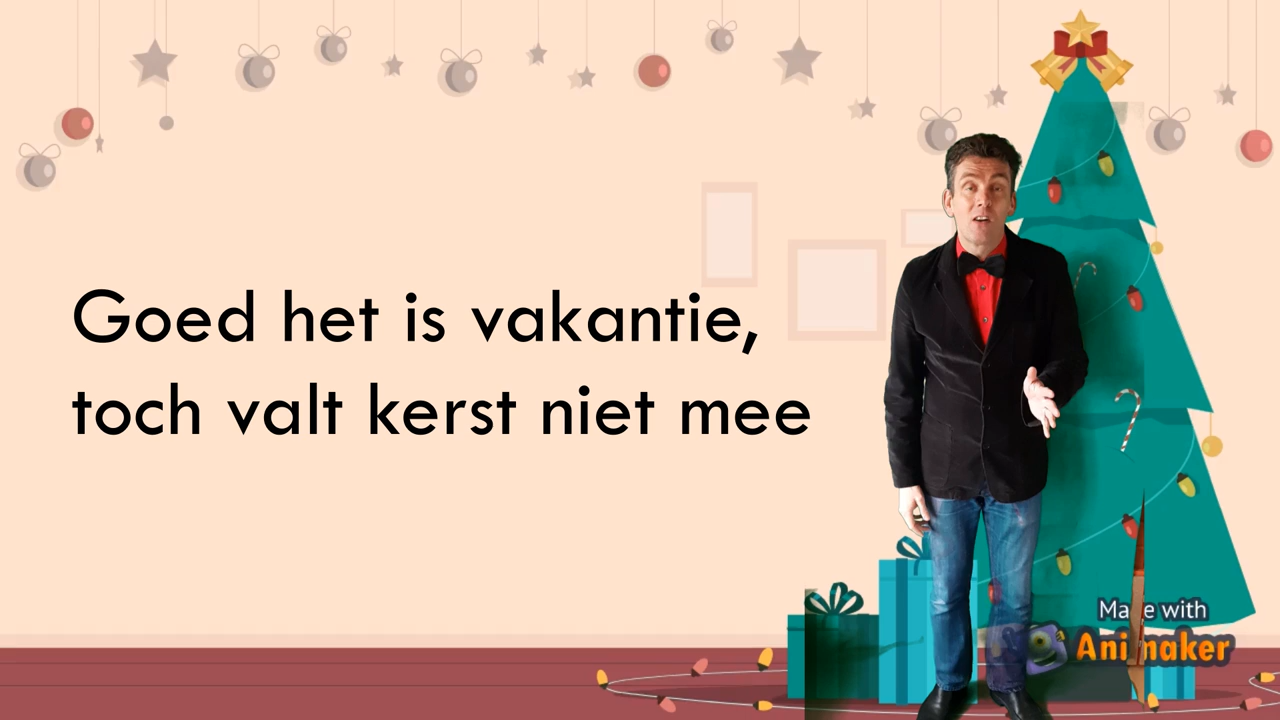 Goed het is vakantie,
toch valt kerst niet mee
Made with
Animaker